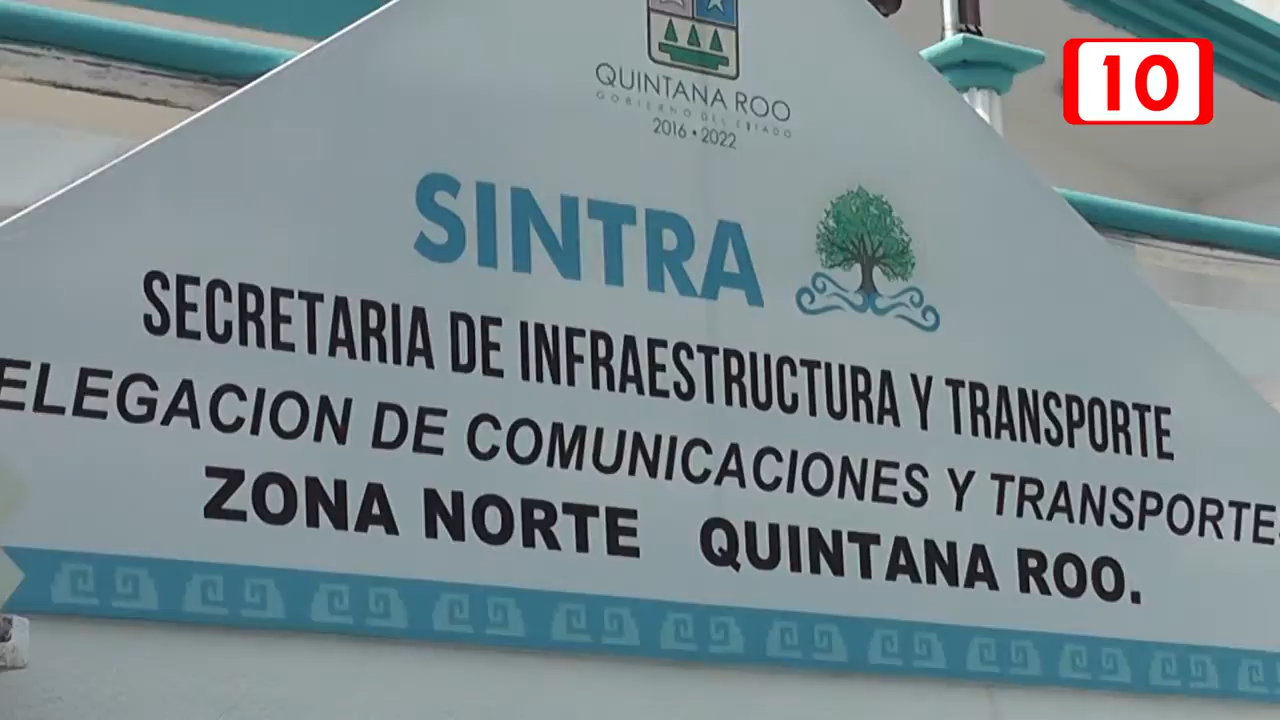 10
QUINTANA ROO
GOBIERNO DEL ESTADO
2016 • 2022
SINTRA
SECRETARIA DE INFRAESTRUCTURA Y TRANSPORTE
ELEGACION DE COMUNICACIONES Y TRANSPORTES
ZONA NORTE QUINTANA ROO.